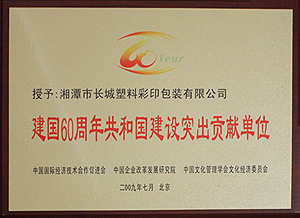 60 Year
授予:湘潭市长城塑料彩印包装有限公司
建国60周年共和国建设突出贡献单位
中国国际经济技术合作促进会 中国企业改革发展研究院 中国文化管理学会文化经济委员会
二00九年七月 北京